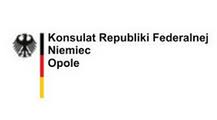 Konsulat Republiki Federalnej
Niemiec
Opole